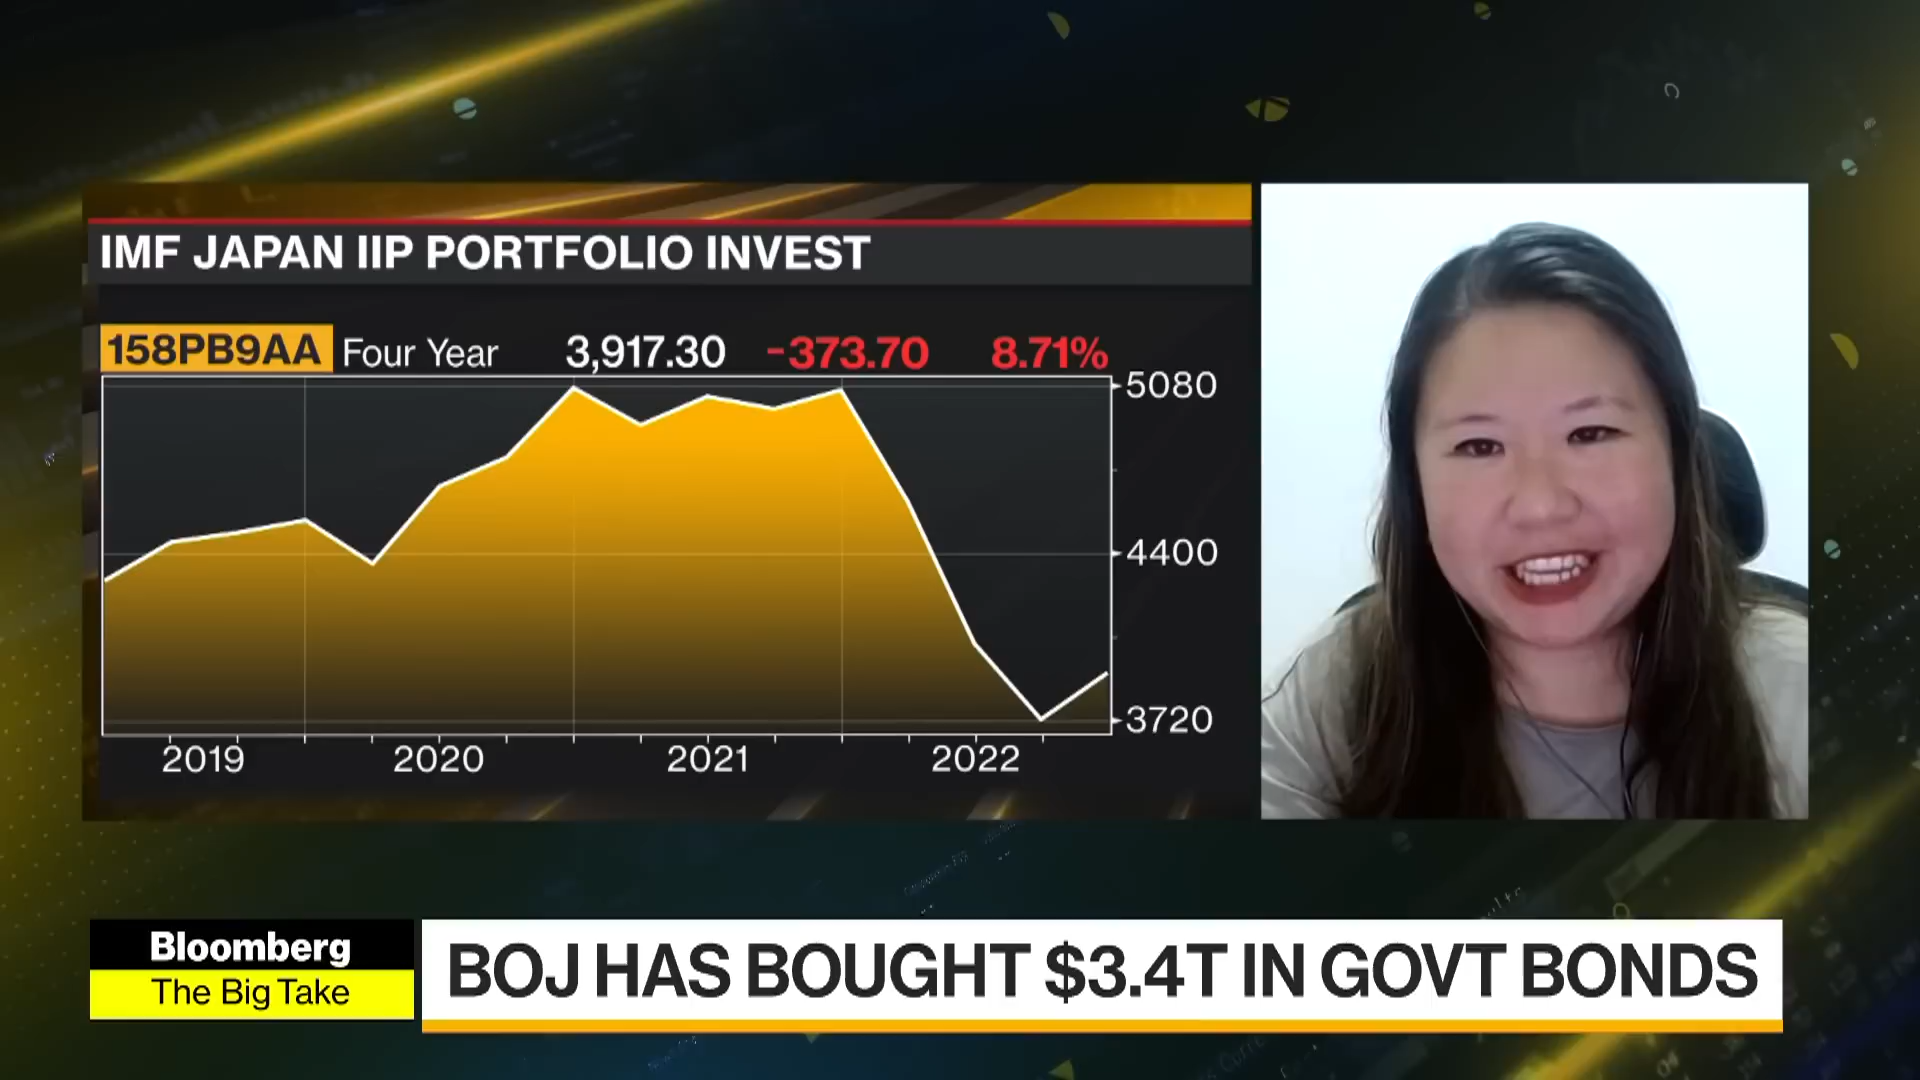 IMF JAPAN IIP PORTFOLIO INVEST
158PB9AA Four Year 3,917.30 -373.70 8.71%
5080
4400
3720
2019 2020 2021 2022
Bloomberg
The Big Take
BOJ HAS BOUGHT $3.4T IN GOVT BONDS